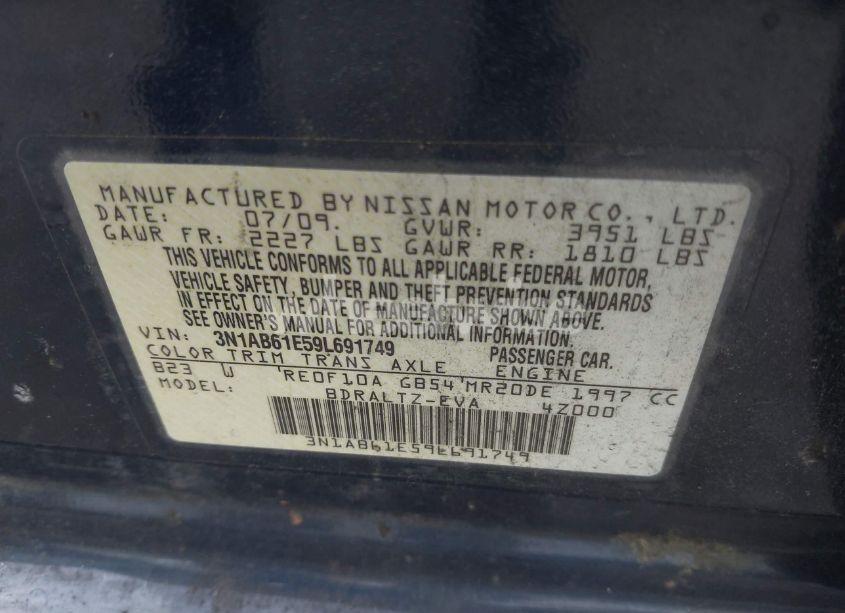 MANUFACTURED BY NISSAN MOTOR CO., LTD.
DATE: 07/09. GVWR: 3951 LBS
GAWR FR: 2227 LBS GAWR RR: 1810 LBS
THIS VEHICLE CONFORMS TO ALL APPLICABLE FEDERAL MOTOR,
VEHICLE SAFETY, BUMPER AND THEFT PREVENTION STANDARDS
IN EFFECT ON THE DATE OF MANUFACTURE SHOWN ABOVE.
SEE OWNER'S MANUAL FOR ADDITIONAL INFORMATION.
VIN: 3N1AB61E59L691749 PASSENGER CAR.
COLOR TRIM TRANS AXLE ENGINE
B23 W RE0F10A GB54 MR20DE 1997 CC
MODEL: BDRALTZ-EVA 4Z000
3N1AB61E59L691749